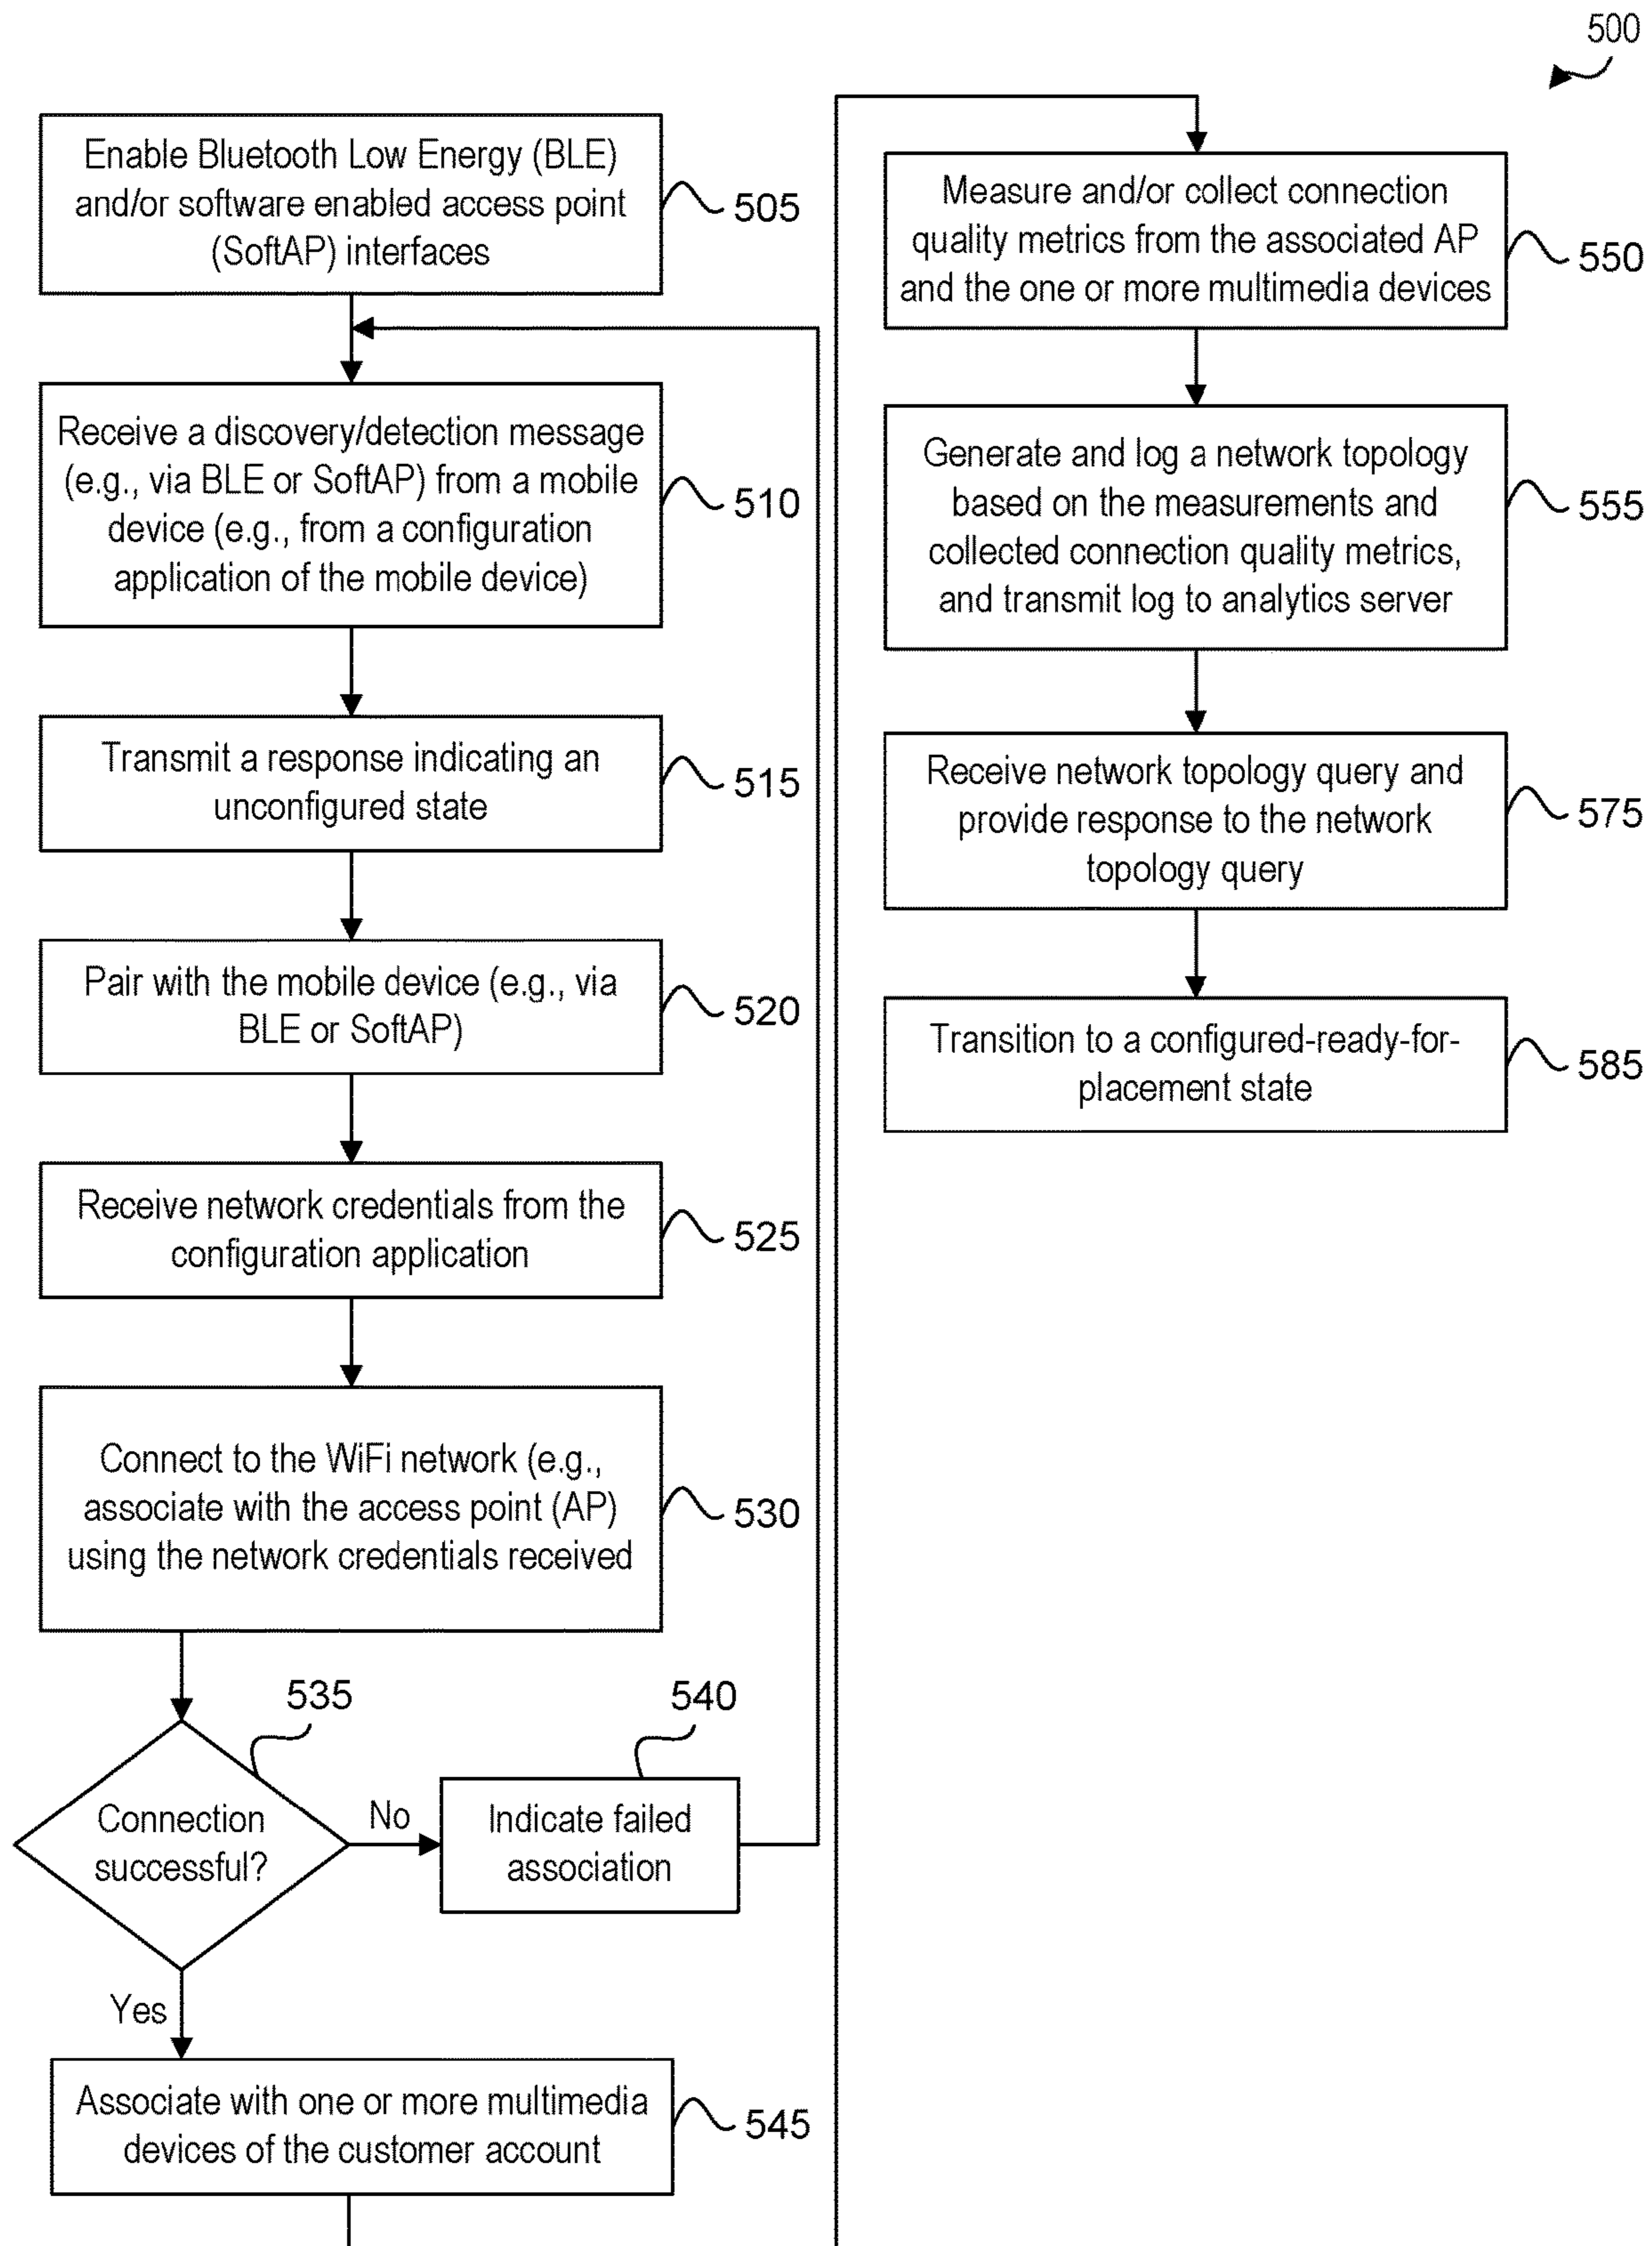 500
Enable Bluetooth Low Energy (BLE)
and/or software enabled access point
(SoftAP) interfaces
505
Receive a discovery/detection message
(e.g., via BLE or SoftAP) from a mobile
device (e.g., from a configuration
application of the mobile device)
510
Transmit a response indicating an
unconfigured state
515
Pair with the mobile device (e.g., via
BLE or SoftAP)
520
Receive network credentials from the
configuration application
525
Connect to the WiFi network (e.g.,
associate with the access point (AP)
using the network credentials received
530
535
Connection
successful?
No
540
Indicate failed
association
Yes
Associate with one or more multimedia
devices of the customer account
545
Measure and/or collect connection
quality metrics from the associated AP
and the one or more multimedia devices
550
Generate and log a network topology
based on the measurements and
collected connection quality metrics,
and transmit log to analytics server
555
Receive network topology query and
provide response to the network
topology query
575
Transition to a configured-ready-for-
placement state
585